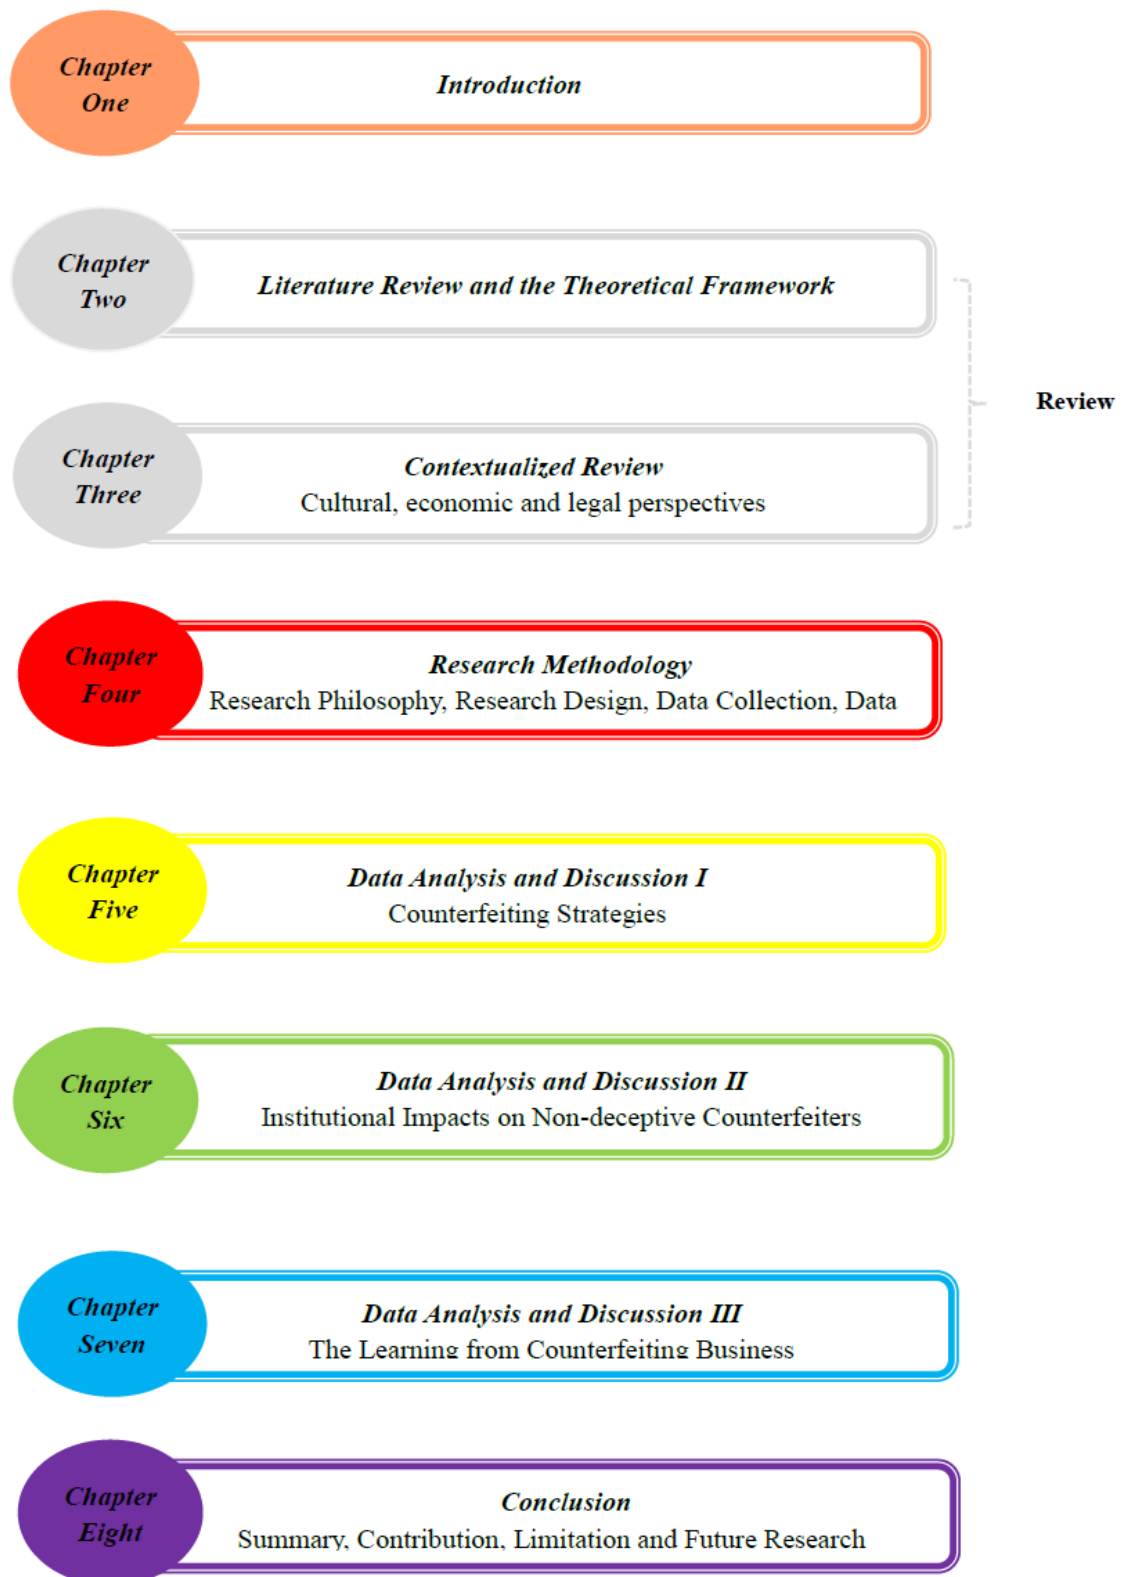 Chapter
One
Introduction
Chapter
Two
Literature Review and the Theoretical Framework
Review
Chapter
Three
Contextualized Review
Cultural, economic and legal perspectives
Chapter
Four
Research Methodology
Research Philosophy, Research Design, Data Collection, Data
Chapter
Five
Data Analysis and Discussion I
Counterfeiting Strategies
Chapter
Six
Data Analysis and Discussion II
Institutional Impacts on Non-deceptive Counterfeiters
Chapter
Seven
Data Analysis and Discussion III
The Learning from Counterfeiting Business
Chapter
Eight
Conclusion
Summary, Contribution, Limitation and Future Research